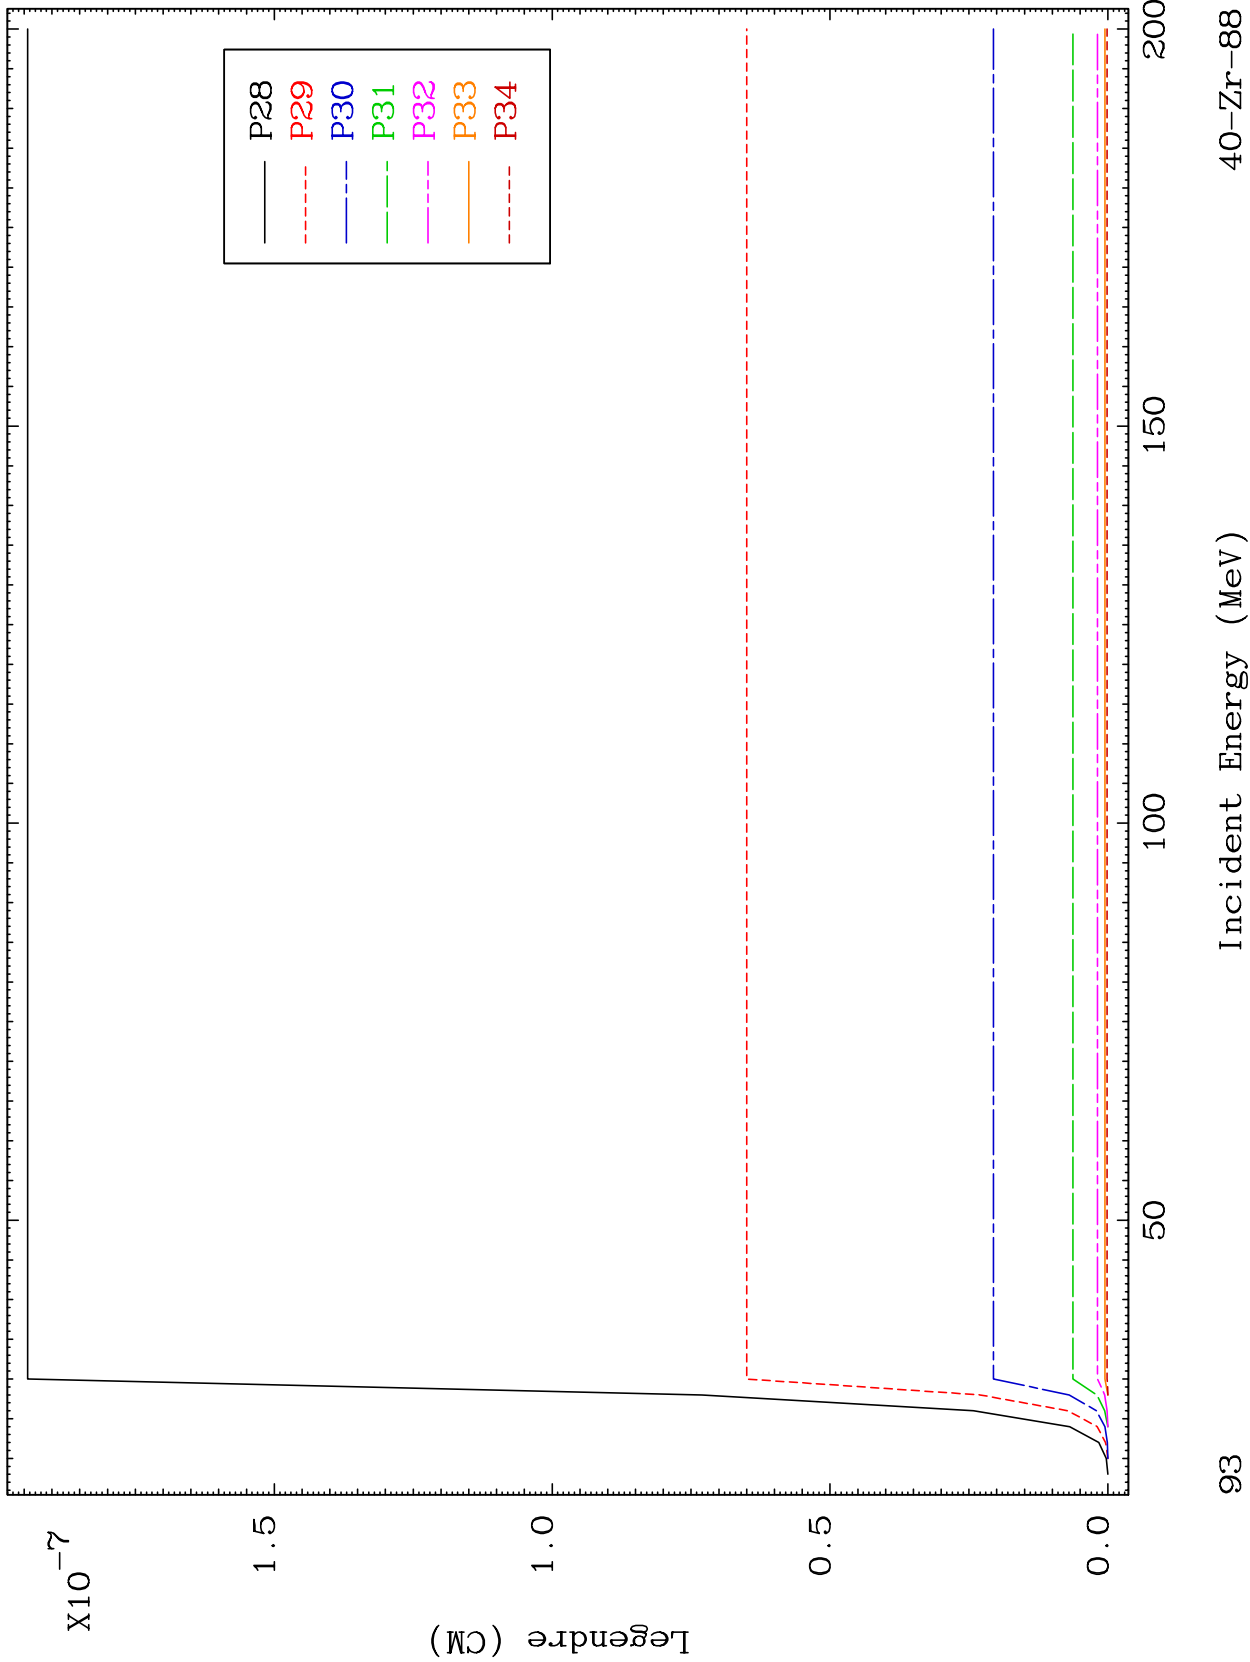 X10-7
1.5
1.0
0.5
0.0
Legendre (CM)
P28
P29
P30
P31
P32
P33
P34
50
100
150
200
Incident Energy (MeV)
93
40-Zr-88